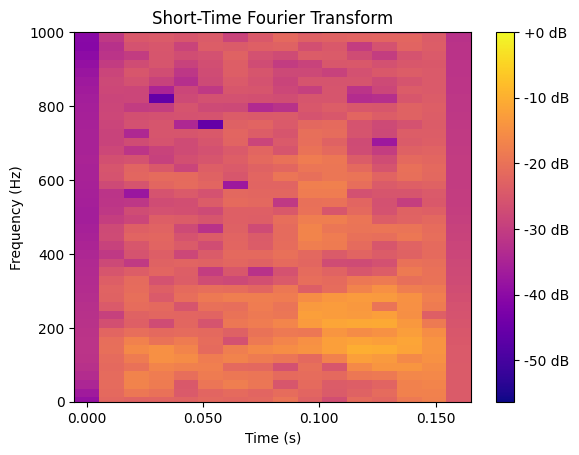 Short-Time Fourier Transform
1000
800
600
400
200
0
Frequency (Hz)
0.000
0.050
0.100
0.150
Time (s)
+0 dB
-10 dB
-20 dB
-30 dB
-40 dB
-50 dB